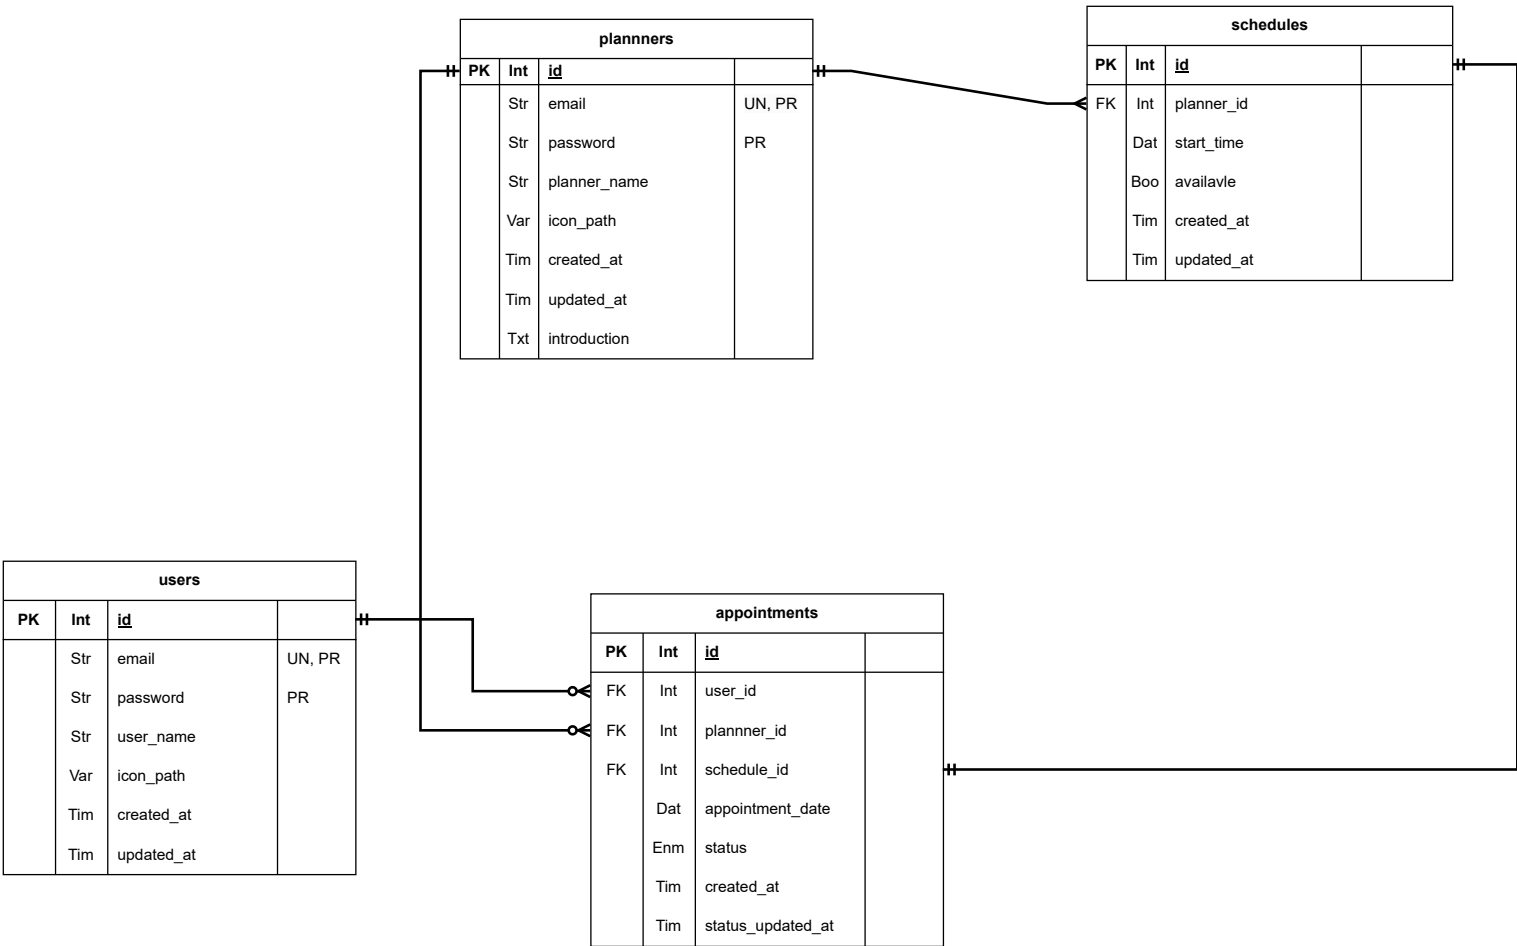 plannners
PK Int id
Str email UN, PR
Str password PR
Str planner_name
Var icon_path
Tim created_at
Tim updated_at
Txt introduction
schedules
PK Int id
FK Int planner_id
Dat start_time
Boo availavle
Tim created_at
Tim updated_at
users
PK Int id
Str email UN, PR
Str password PR
Str user_name
Var icon_path
Tim created_at
Tim updated_at
appointments
PK Int id
FK Int user_id
FK Int plannner_id
FK Int schedule_id
Dat appointment_date
Enm status
Tim created_at
Tim status_updated_at